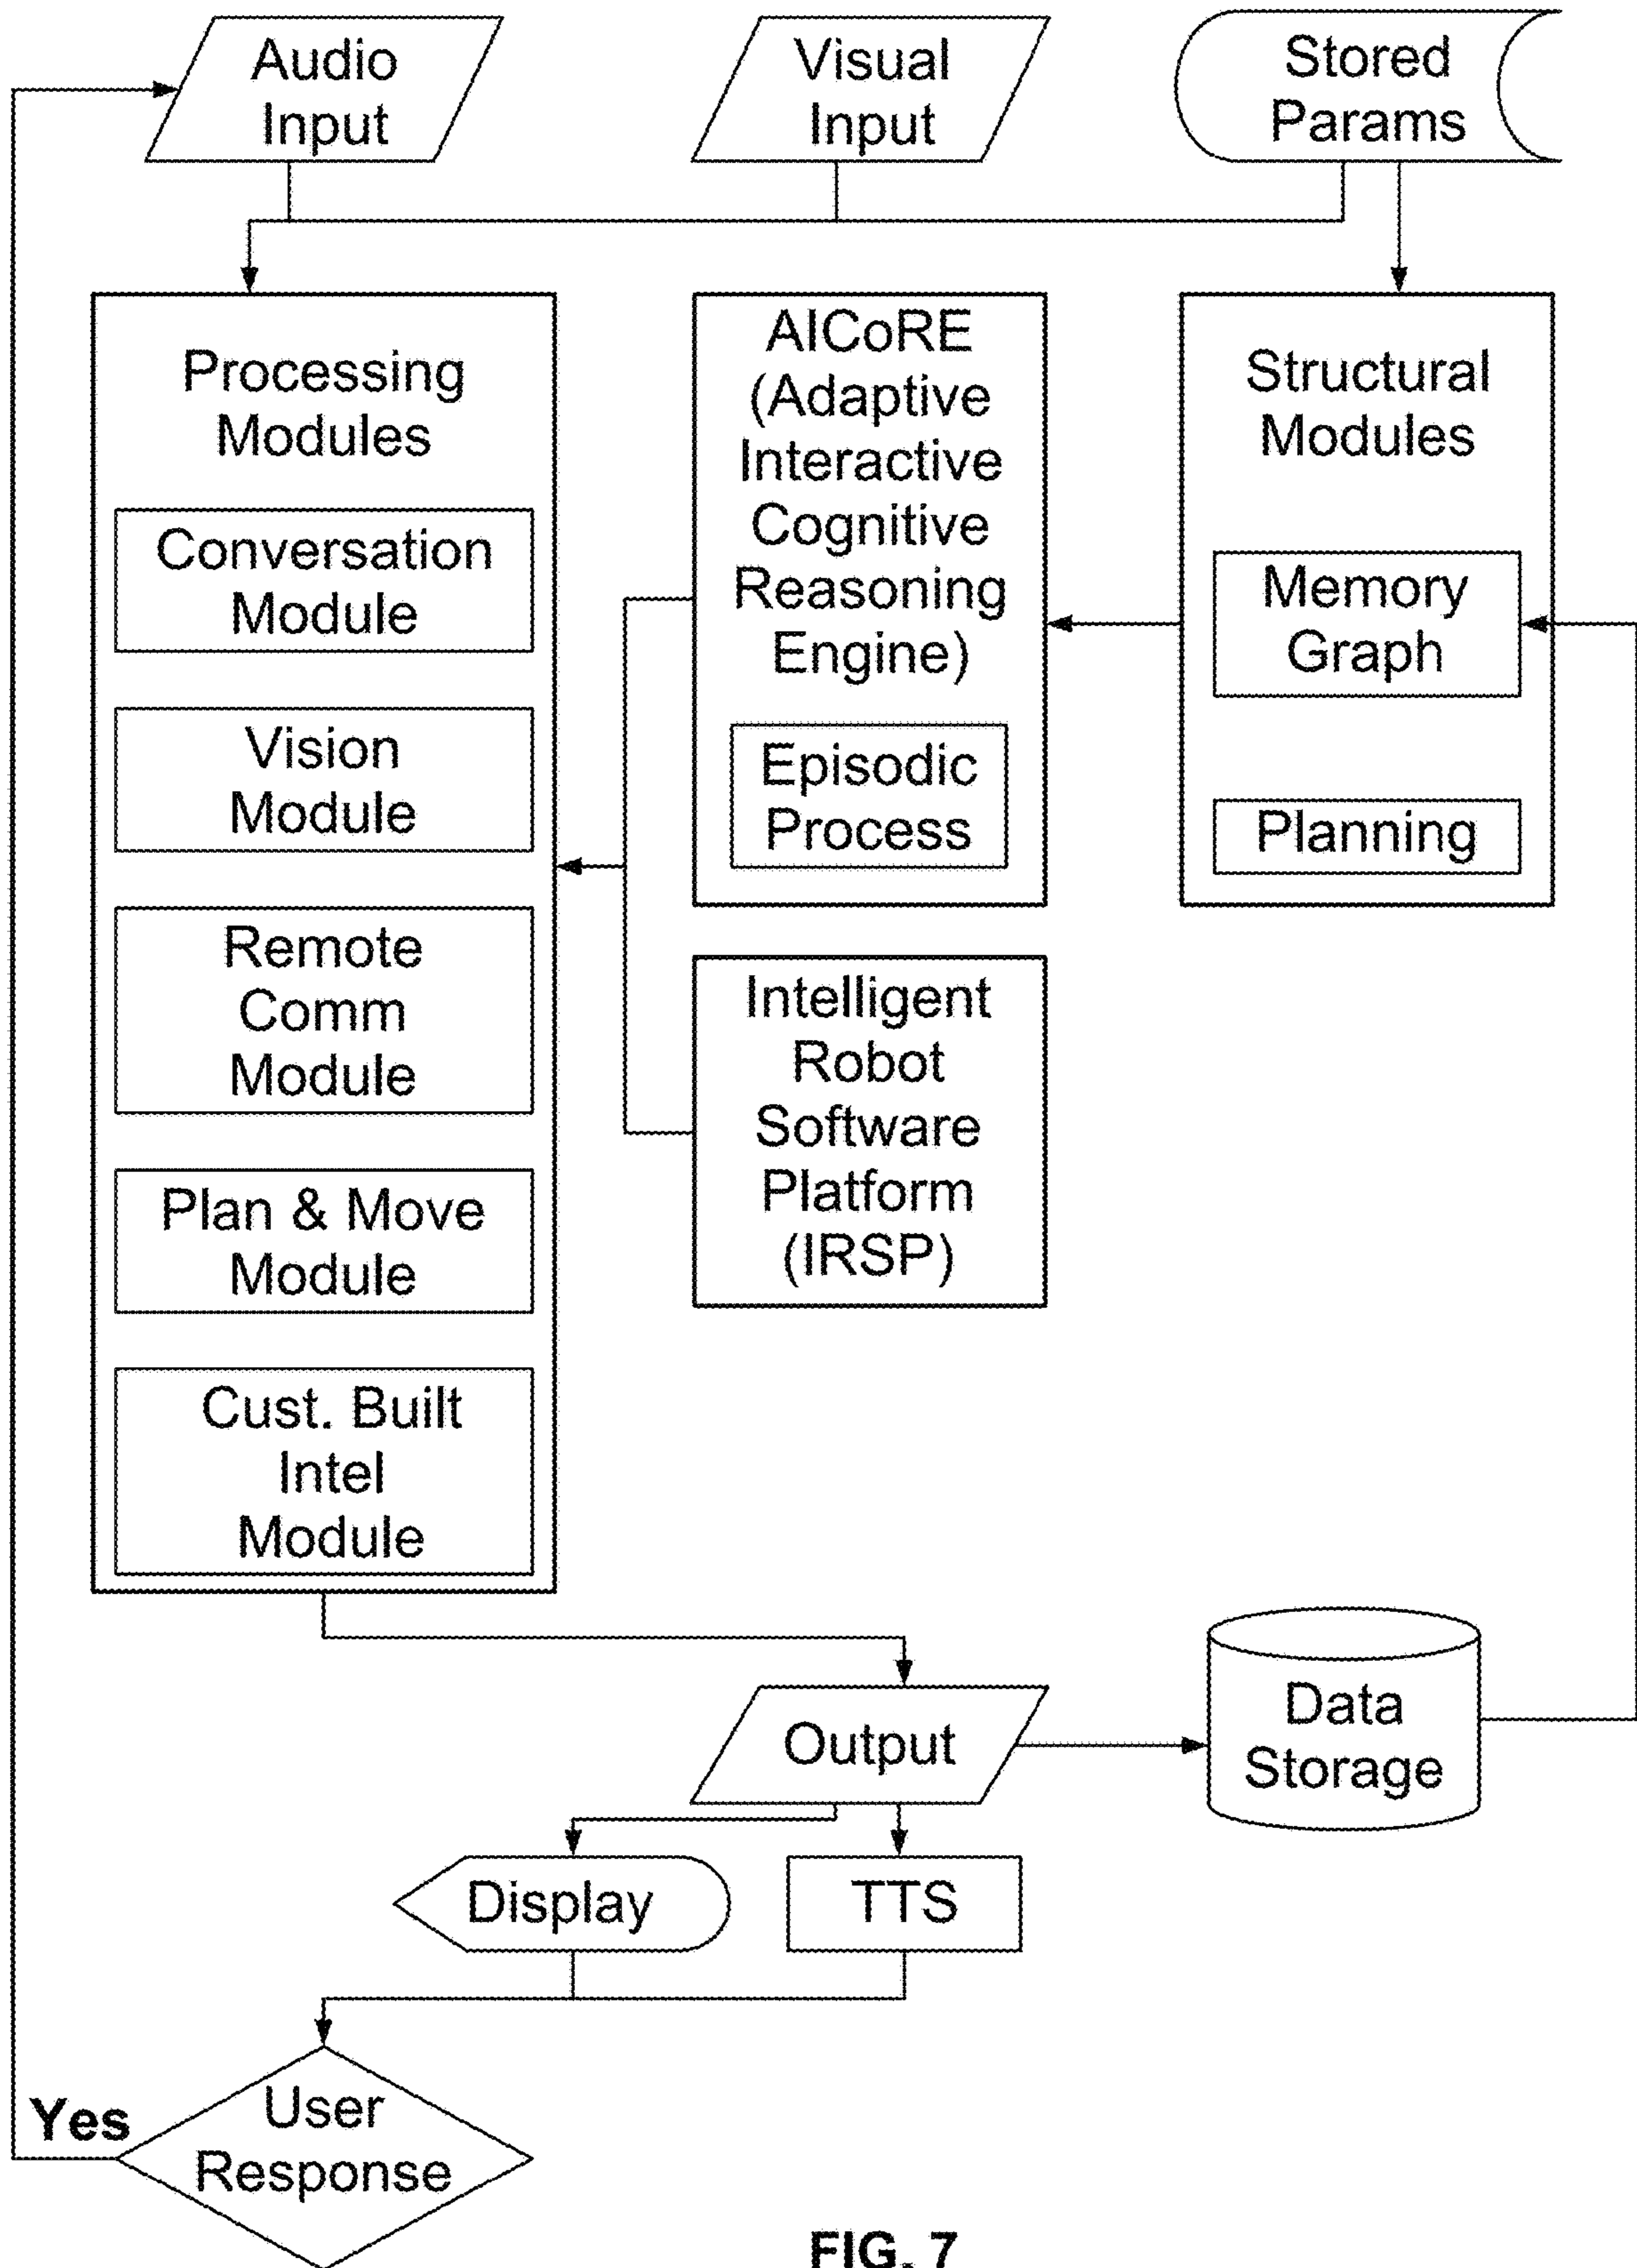 Audio
Input
Visual
Input
Stored
Params
Processing
Modules
Conversation
Module
Vision
Module
Remote
Comm
Module
Plan & Move
Module
Cust. Built
Intel
Module
AICoRE
(Adaptive
Interactive
Cognitive
Reasoning
Engine)
Episodic
Process
Intelligent
Robot
Software
Platform
(IRSP)
Structural
Modules
Memory
Graph
Planning
Output
Data
Storage
Display
TTS
Yes
User
Response
FIG. 7